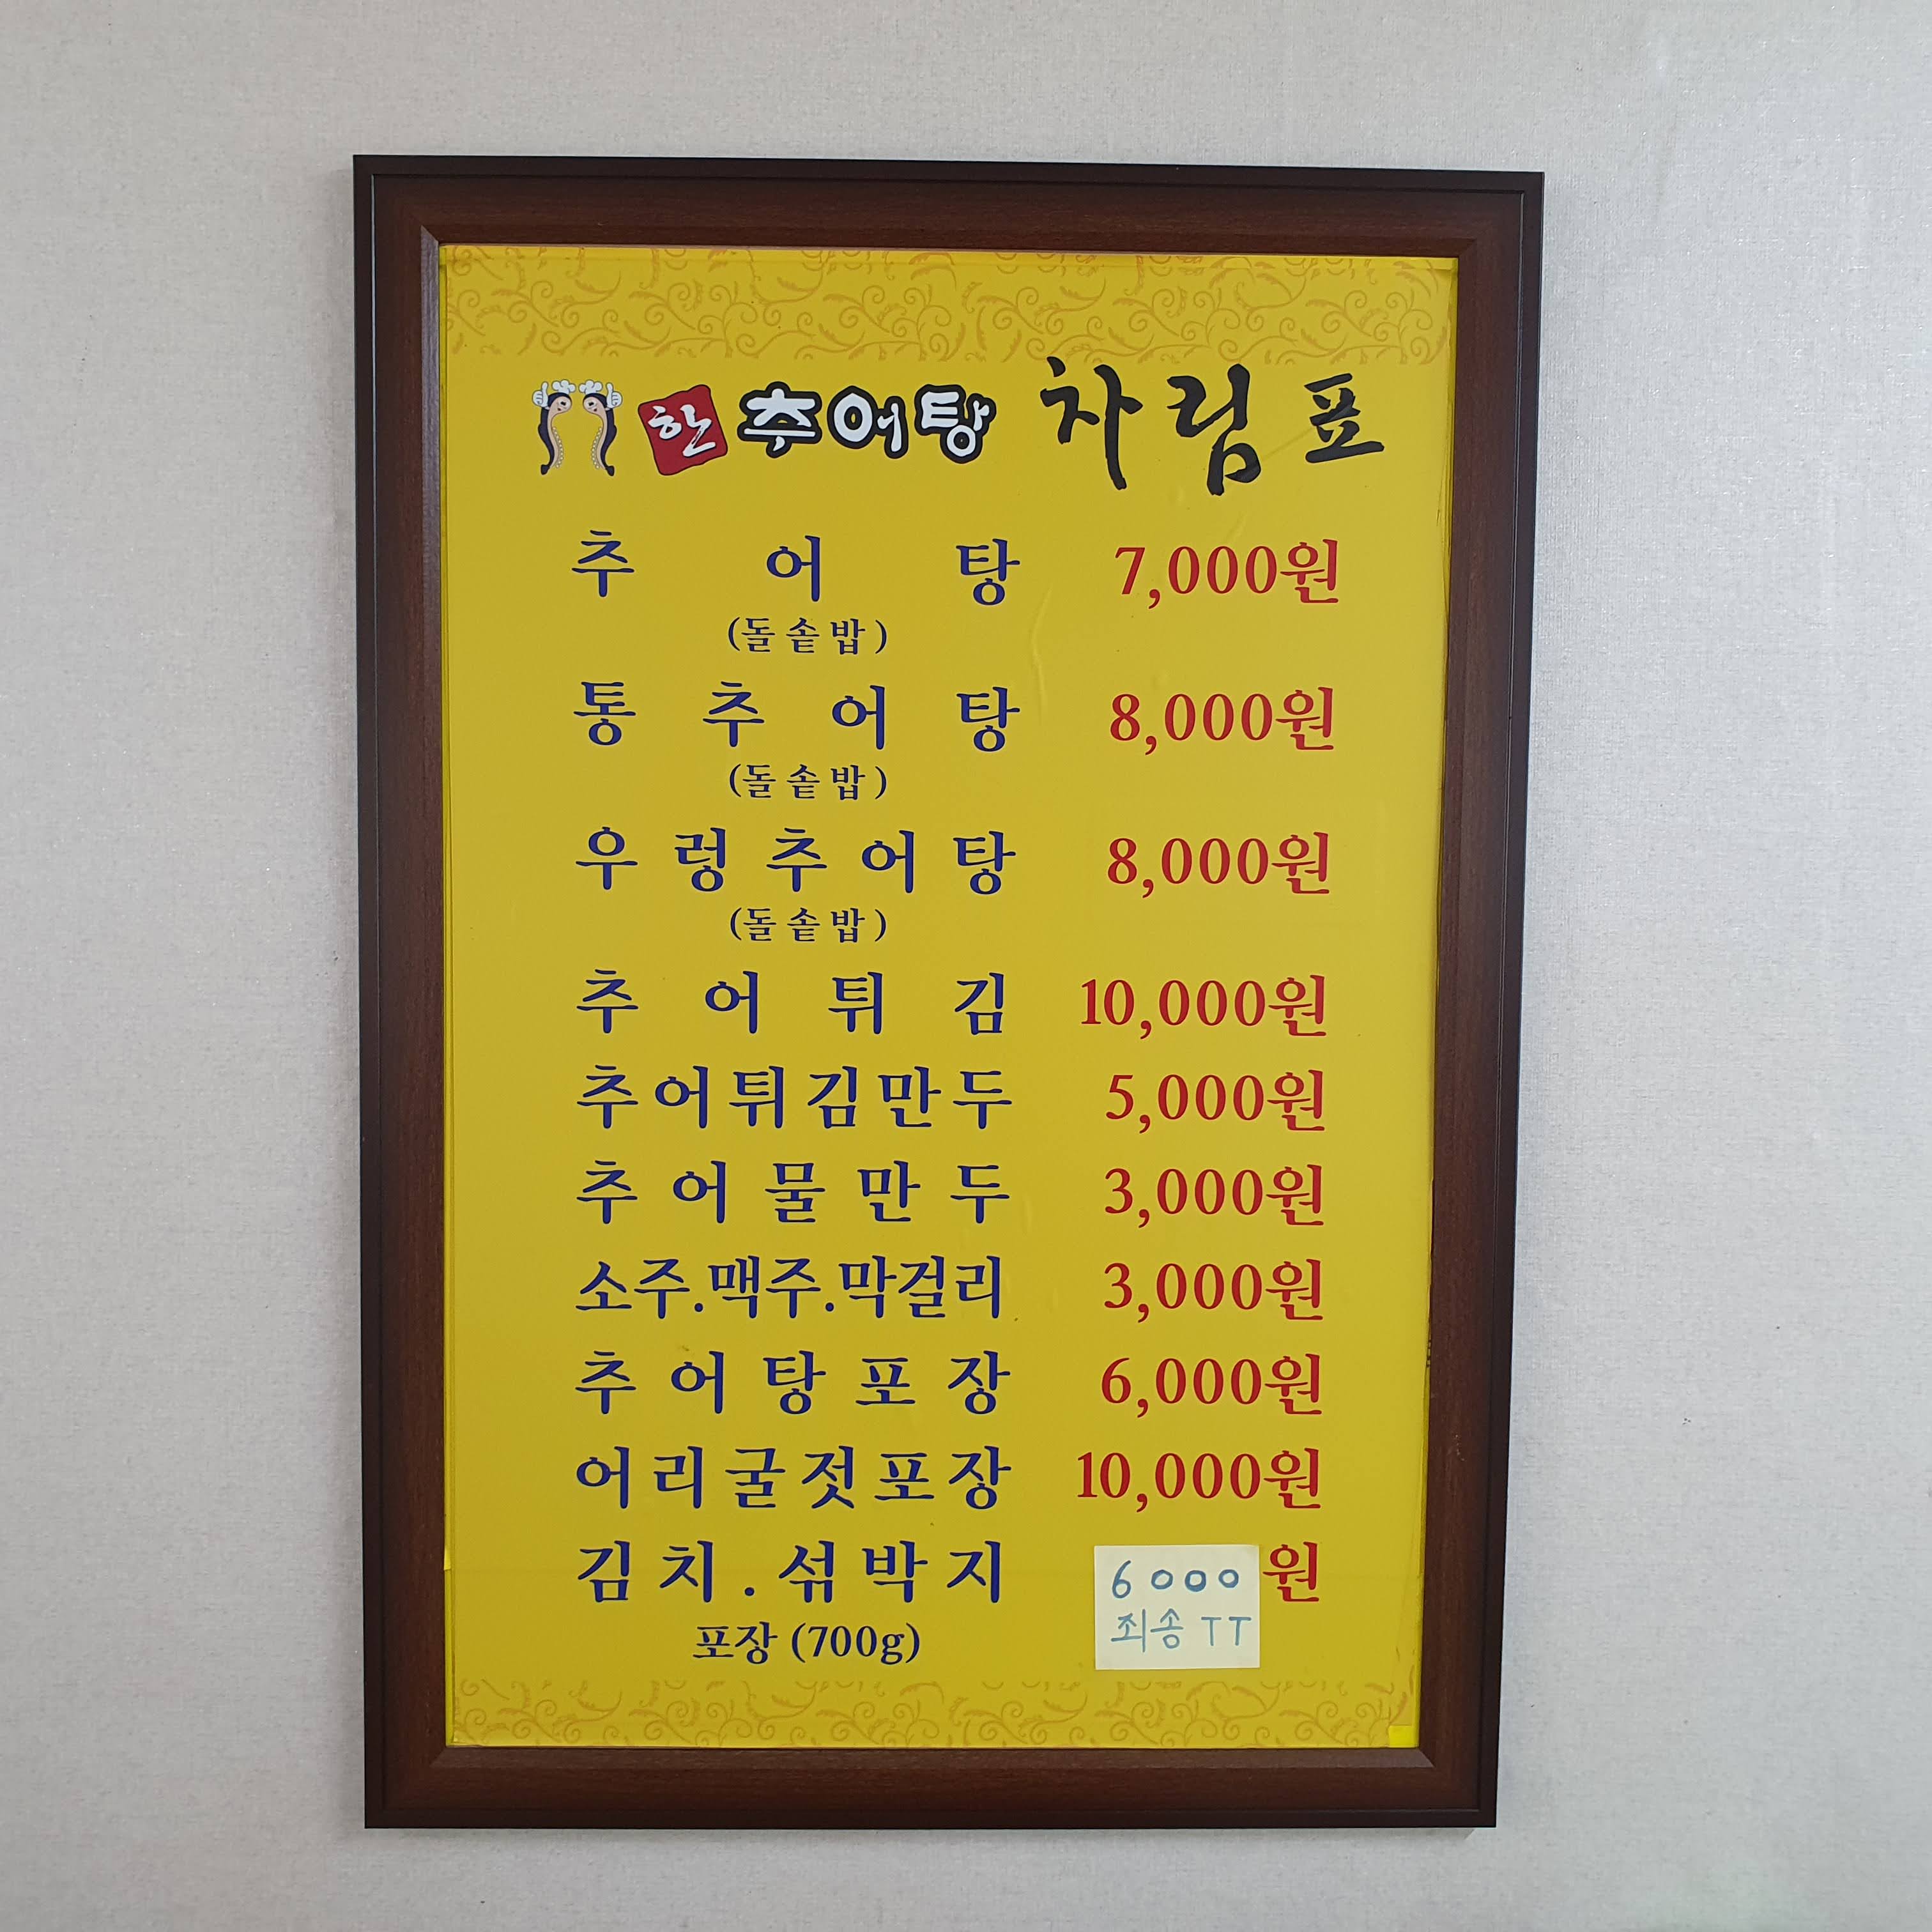 한 추어탕 차림표
추어탕 7,000원
(돌솥밥)
통추어탕 8,000원
(돌솥밥)
우렁추어탕 8,000원
(돌솥밥)
추어튀김 10,000원
추어튀김만두 5,000원
추어물만두 3,000원
소주.맥주.막걸리 3,000원
추어탕포장 6,000원
어리굴젓포장 10,000원
김치.섞박지 6000원
포장 (700g) 죄송 TT